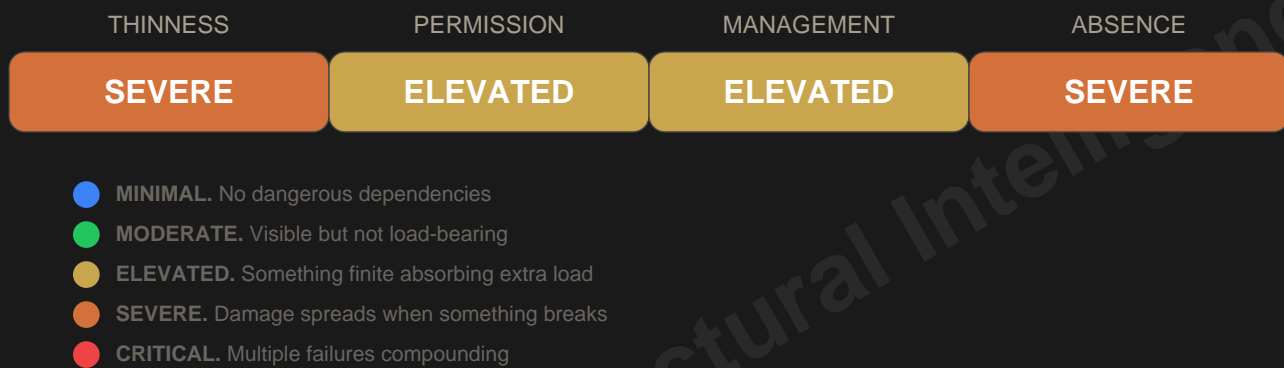 THINNESS PERMISSION MANAGEMENT ABSENCE
SEVERE ELEVATED ELEVATED SEVERE
MINIMAL. No dangerous dependencies
MODERATE. Visible but not load-bearing
ELEVATED. Something finite absorbing extra load
SEVERE. Damage spreads when something breaks
CRITICAL. Multiple failures compounding